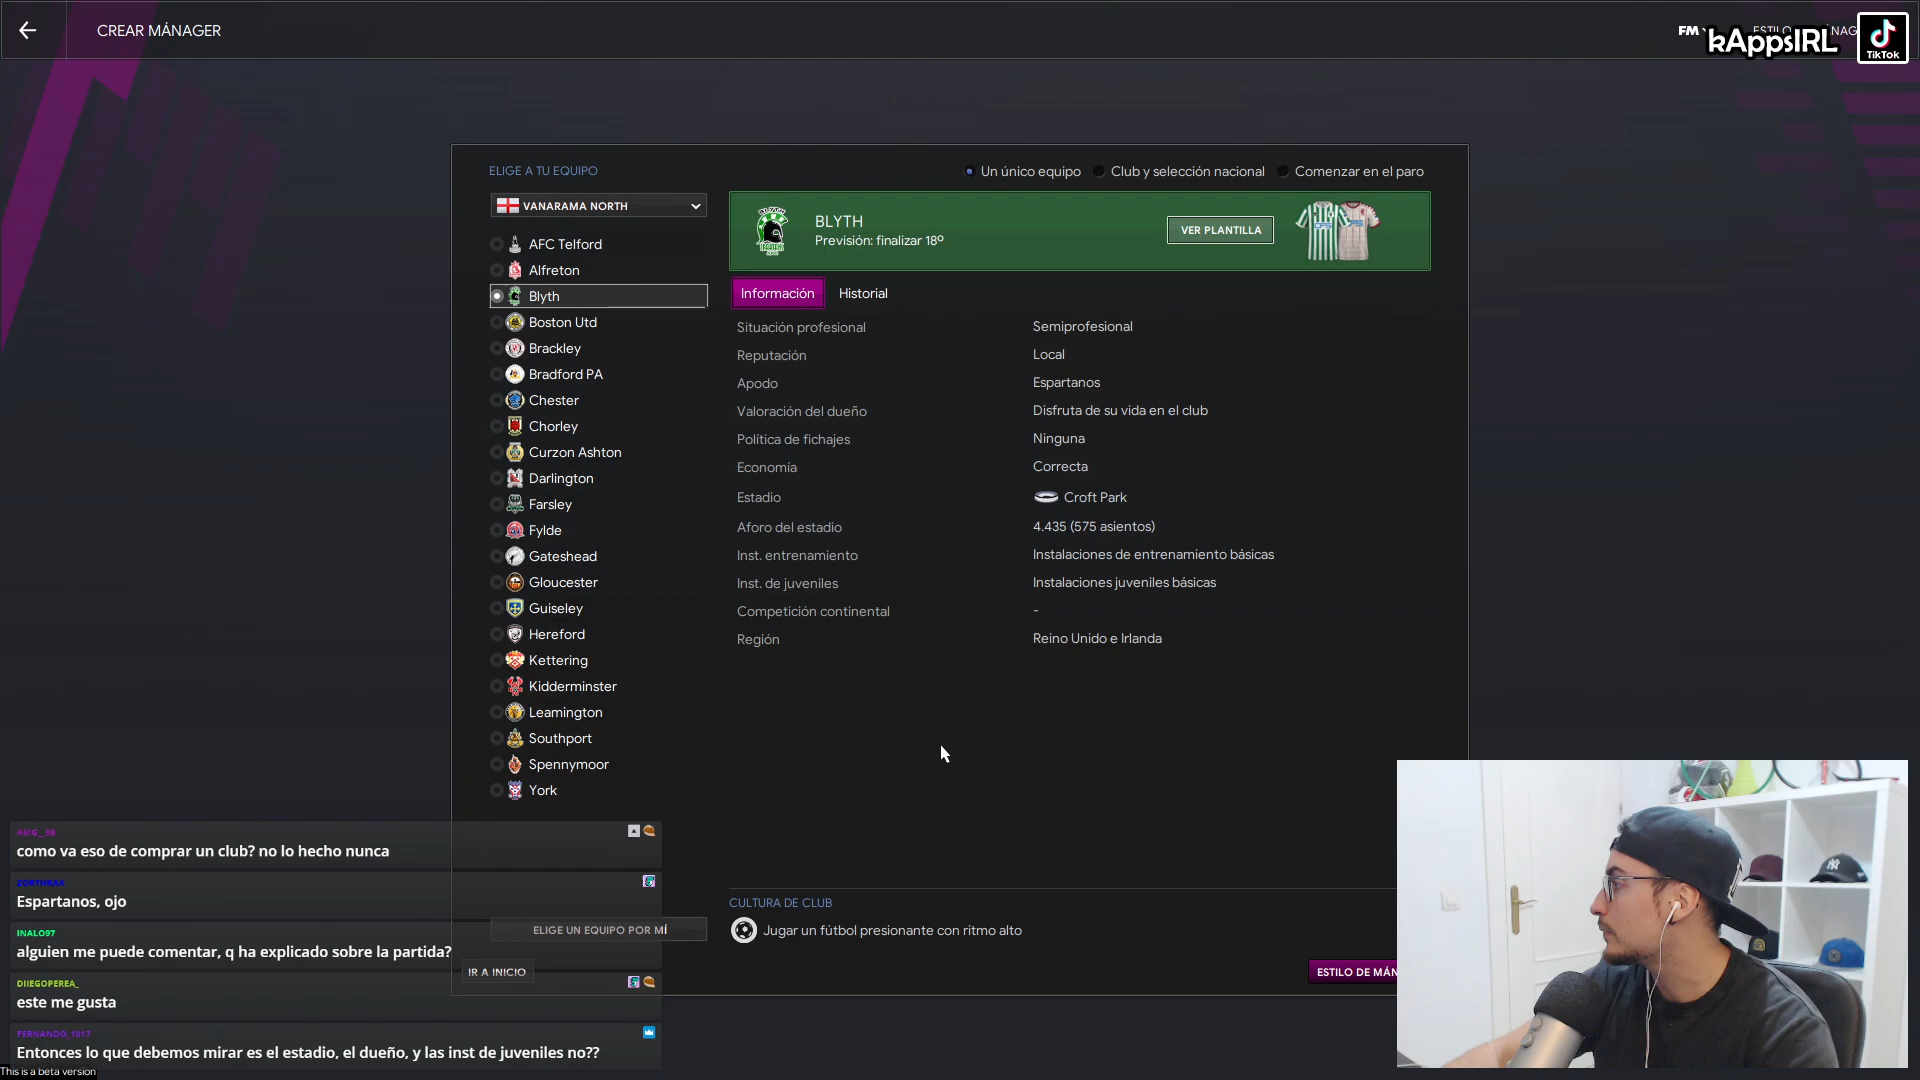 CREAR MÁNAGER
FM
kAppsIRL
TikTok
ELIGE A TU EQUIPO
Un único equipo
Club y selección nacional
Comenzar en el paro
VANARAMA NORTH
BLYTH
Previsión: finalizar 18º
VER PLANTILLA
AFC Telford
Alfreton
Blyth
Boston Utd
Brackley
Bradford PA
Chester
Chorley
Curzon Ashton
Darlington
Farsley
Fylde
Gateshead
Gloucester
Guiseley
Hereford
Kettering
Kidderminster
Leamington
Southport
Spennymoor
York
Información Historial
Situación profesional Semiprofesional
Reputación Local
Apodo Espartanos
Valoración del dueño Disfruta de su vida en el club
Política de fichajes Ninguna
Economía Correcta
Estadio Croft Park
Aforo del estadio 4.435 (575 asientos)
Inst. entrenamiento Instalaciones de entrenamiento básicas
Inst. de juveniles Instalaciones juveniles básicas
Competición continental -
Región Reino Unido e Irlanda
CULTURA DE CLUB
Jugar un fútbol presionante con ritmo alto
ELIGE UN EQUIPO POR MÍ
IR A INICIO
ESTILO DE MÁN
AMG__86
como va eso de comprar un club? no lo hecho nunca
ZORTHRAX
Espartanos, ojo
INALO97
alguien me puede comentar, q ha explicado sobre la partida?
DIIEGOPEREA_
este me gusta
FERNANDO_1917
Entonces lo que debemos mirar es el estadio, el dueño, y las inst de juveniles no??
This is a beta version